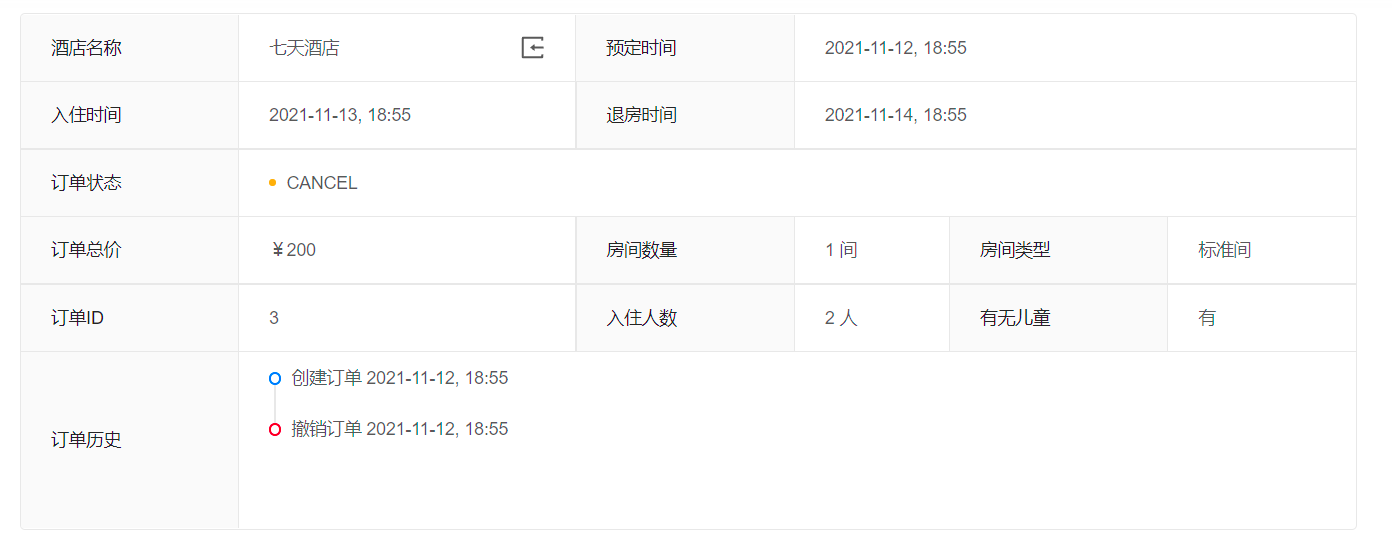 酒店名称 七天酒店 预定时间 2021-11-12, 18:55
入住时间 2021-11-13, 18:55 退房时间 2021-11-14, 18:55
订单状态 CANCEL
订单总价 ￥200 房间数量 1 间 房间类型 标准间
订单ID 3 入住人数 2 人 有无儿童 有
创建订单 2021-11-12, 18:55
撤销订单 2021-11-12, 18:55
订单历史